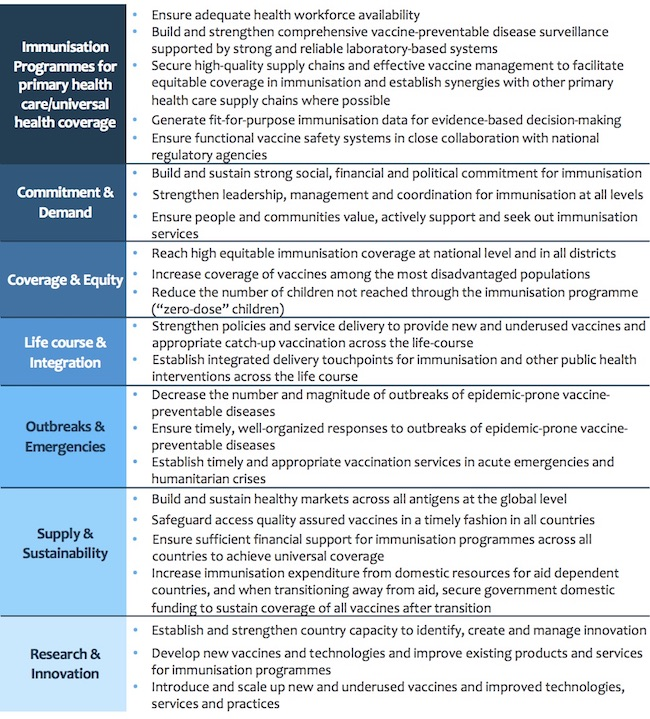 Immunisation
Programmes for
primary health
care/universal
health coverage
• Ensure adequate health workforce availability
• Build and strengthen comprehensive vaccine-preventable disease surveillance
supported by strong and reliable laboratory-based systems
• Secure high-quality supply chains and effective vaccine management to facilitate
equitable coverage in immunisation and establish synergies with other primary
health care supply chains where possible
• Generate fit-for-purpose immunisation data for evidence-based decision-making
• Ensure functional vaccine safety systems in close collaboration with national
regulatory agencies
Commitment &
Demand
• Build and sustain strong social, financial and political commitment for immunisation
• Strengthen leadership, management and coordination for immunisation at all levels
• Ensure people and communities value, actively support and seek out immunisation
services
Coverage & Equity
• Reach high equitable immunisation coverage at national level and in all districts
• Increase coverage of vaccines among the most disadvantaged populations
• Reduce the number of children not reached through the immunisation programme
(“zero-dose” children)
Life course &
Integration
• Strengthen policies and service delivery to provide new and underused vaccines and
appropriate catch-up vaccination across the life-course
• Establish integrated delivery touchpoints for immunisation and other public health
interventions across the life course
Outbreaks &
Emergencies
• Decrease the number and magnitude of outbreaks of epidemic-prone vaccine-
preventable diseases
• Ensure timely, well-organized responses to outbreaks of epidemic-prone vaccine-
preventable diseases
• Establish timely and appropriate vaccination services in acute emergencies and
humanitarian crises
Supply &
Sustainability
• Build and sustain healthy markets across all antigens at the global level
• Safeguard access quality assured vaccines in a timely fashion in all countries
• Ensure sufficient financial support for immunisation programmes across all
countries to achieve universal coverage
• Increase immunisation expenditure from domestic resources for aid dependent
countries, and when transitioning away from aid, secure government domestic
funding to sustain coverage of all vaccines after transition
Research &
Innovation
• Establish and strengthen country capacity to identify, create and manage innovation
• Develop new vaccines and technologies and improve existing products and services
for immunisation programmes
• Introduce and scale up new and underused vaccines and improved technologies,
services and practices